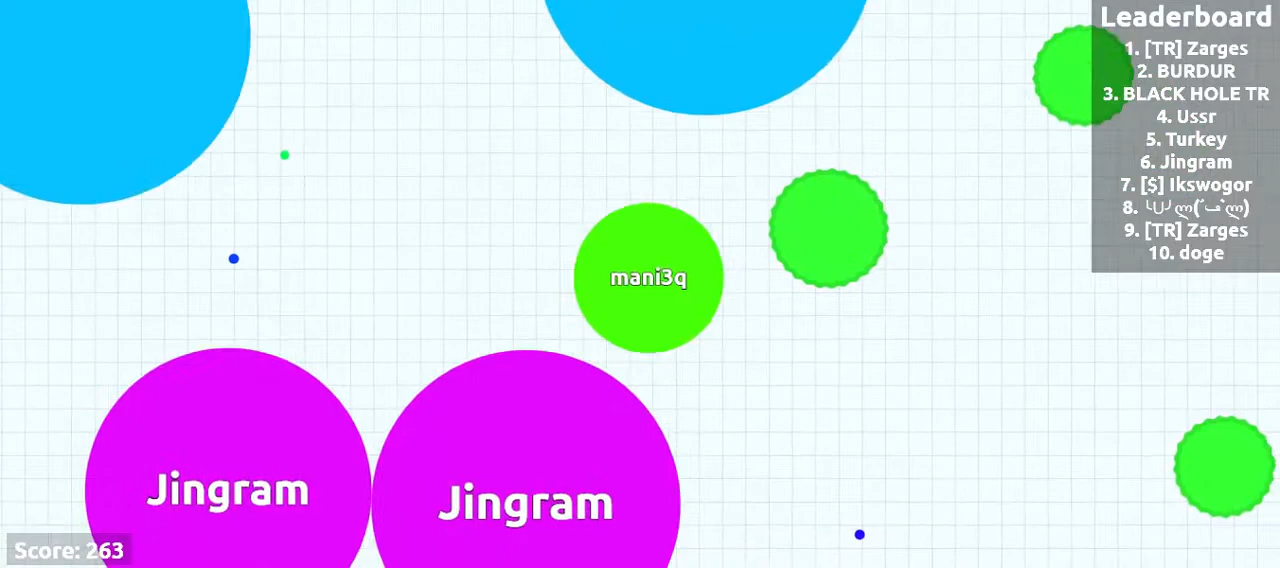 Leaderboard
1. [TR] Zarges
2. BURDUR
3. BLACK HOLE TR
4. Ussr
5. Turkey
6. Jingram
7. [$] Ikswogor
8.
9. [TR] Zarges
10. doge
mani3q
Jingram
Jingram
Score: 263